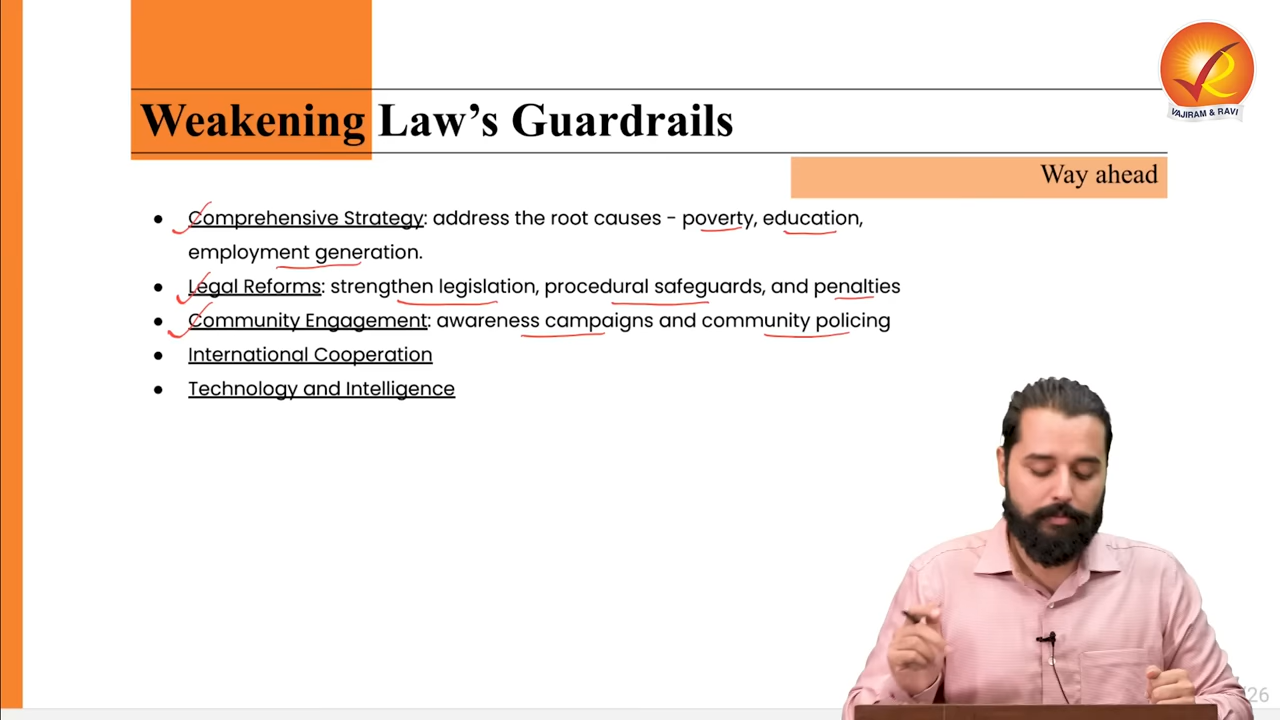 VAJIRAM & RAVI
Weakening Law’s Guardrails
Way ahead
● Comprehensive Strategy: address the root causes - poverty, education,
employment generation.
● Legal Reforms: strengthen legislation, procedural safeguards, and penalties
● Community Engagement: awareness campaigns and community policing
● International Cooperation
● Technology and Intelligence
26